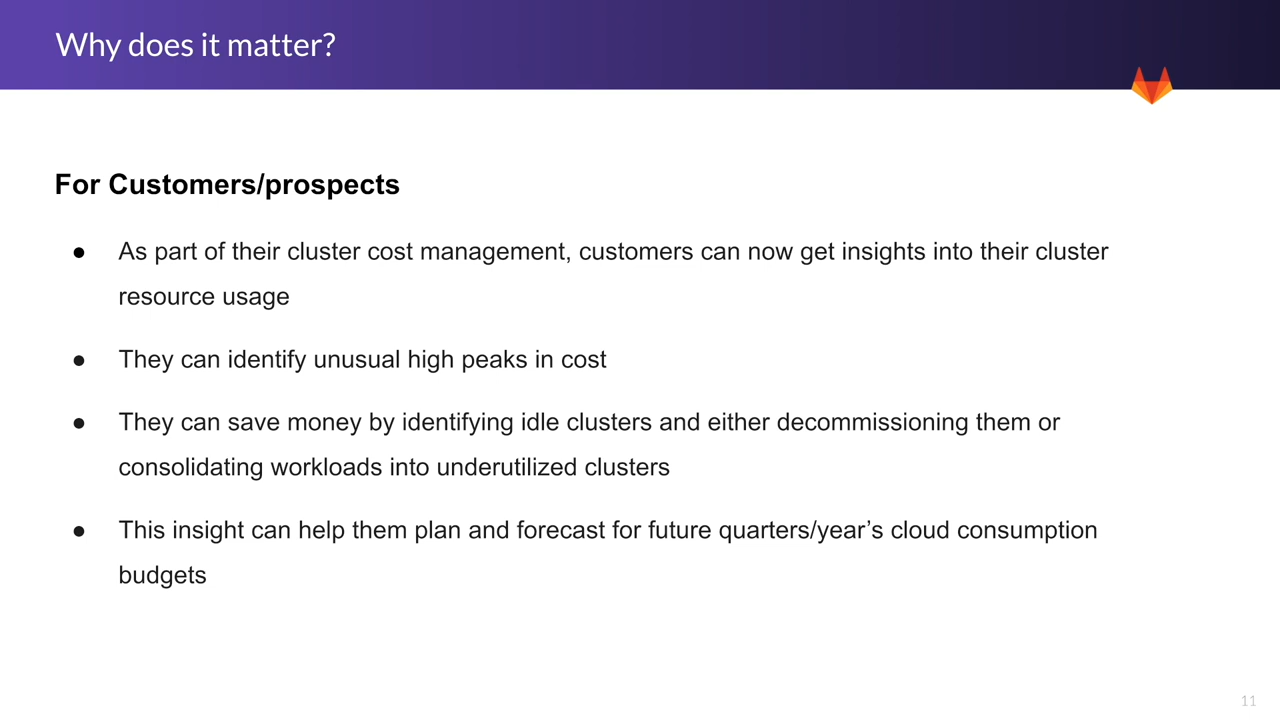 Why does it matter?
For Customers/prospects
● As part of their cluster cost management, customers can now get insights into their cluster
resource usage
● They can identify unusual high peaks in cost
● They can save money by identifying idle clusters and either decommissioning them or
consolidating workloads into underutilized clusters
● This insight can help them plan and forecast for future quarters/year’s cloud consumption
budgets
11